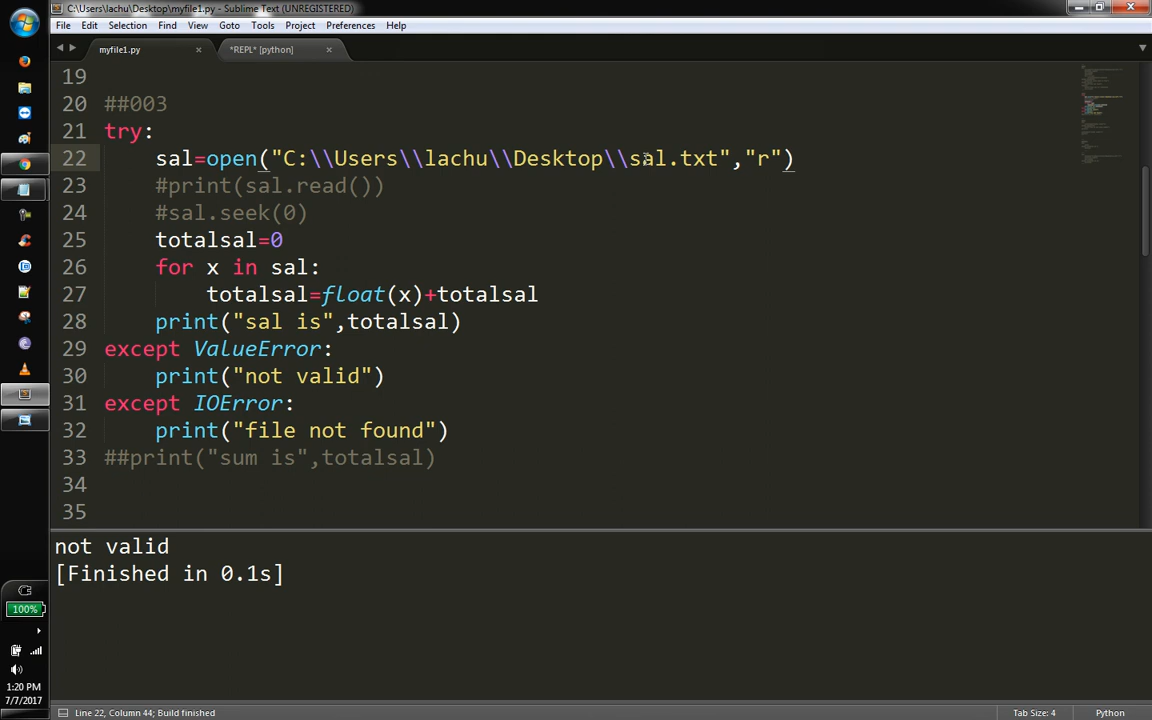 C:\Users\lachu\Desktop\myfile1.py - Sublime Text (UNREGISTERED)
File Edit Selection Find View Goto Tools Project Preferences Help
myfile1.py × *REPL* [python] ×
19
20 ##003
21 try:
22 sal=open("C:\\Users\\lachu\\Desktop\\sal.txt","r")
23 #print(sal.read())
24 #sal.seek(0)
25 totalsal=0
26 for x in sal:
27 totalsal=float(x)+totalsal
28 print("sal is",totalsal)
29 except ValueError:
30 print("not valid")
31 except IOError:
32 print("file not found")
33 ##print("sum is",totalsal)
34
35
not valid
[Finished in 0.1s]
100%
1:20 PM
7/7/2017
Line 22, Column 44; Build finished
Tab Size: 4
Python